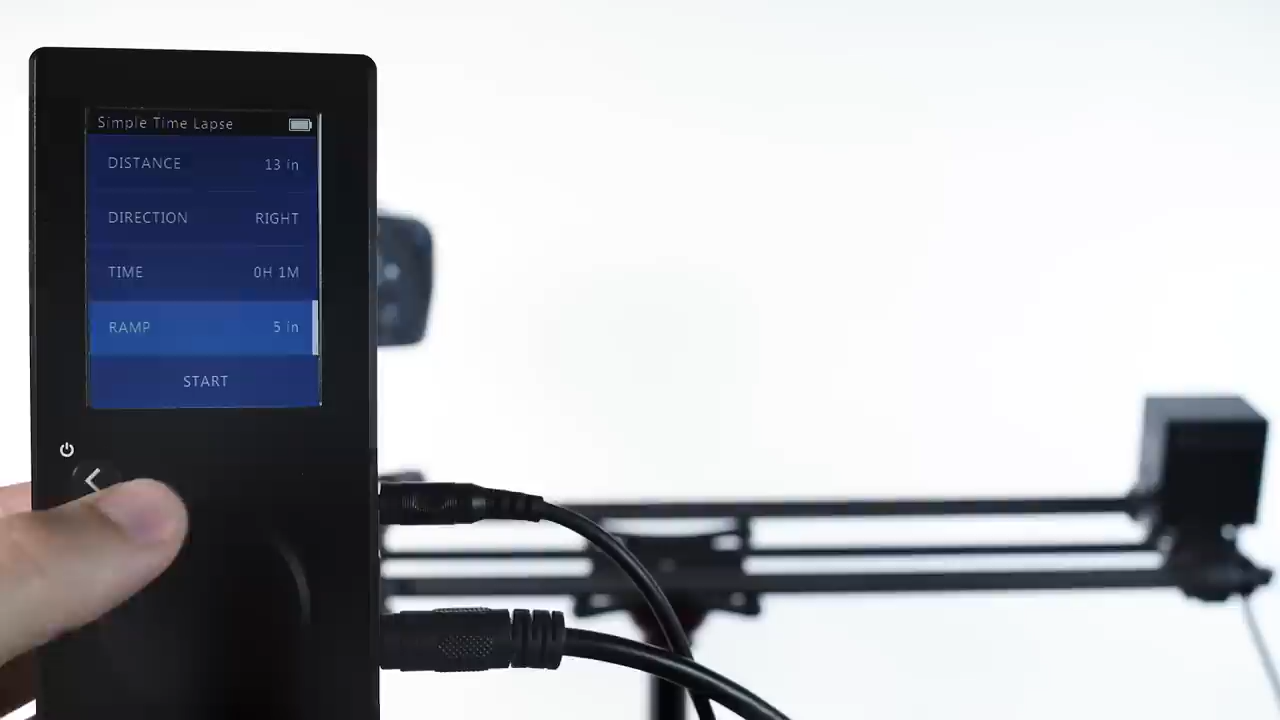 Simple Time Lapse
DISTANCE 13 in
DIRECTION RIGHT
TIME 0H 1M
RAMP 5 in
START